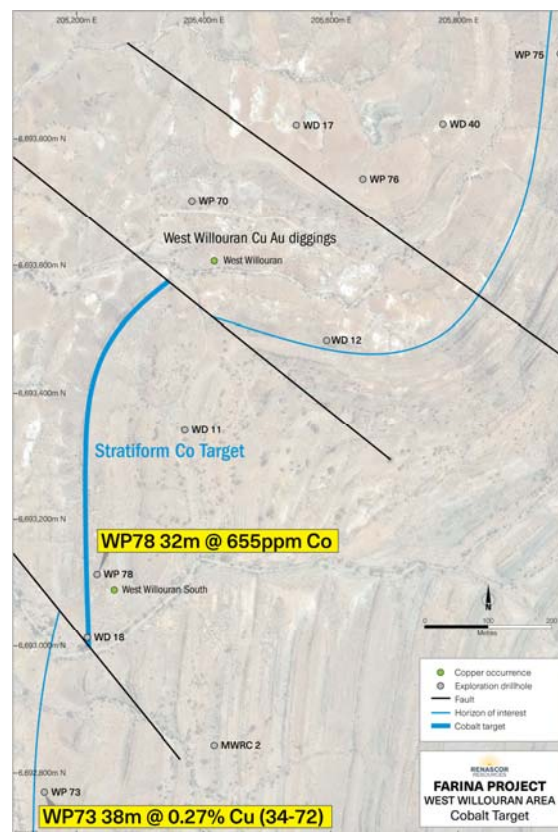 205,200 m
205,400 m
205,600 m
205,800 m
WP 75
WD 17
WD 40
6,693,800m N
WP 76
WP 70
West Willouran Cu Au diggings
6,693,600m N
West Willouran
WD 12
6,693,400m N
WD 11
Stratiform Co Target
6,693,200m N
WP78 32m @ 655ppm Co
WP 78
West Willouran South
N
WD 18
6,693,000m N
0
100
200
Metres
Copper occurrence
Exploration drillhole
Fault
Horizon of interest
Cobalt target
MWRC 2
6,692,800m N
WP 73
WP73 38m @ 0.27% Cu (34-72)
RENASCOR
RESOURCES
FARINA PROJECT
WEST WILLOURAN AREA
Cobalt Target